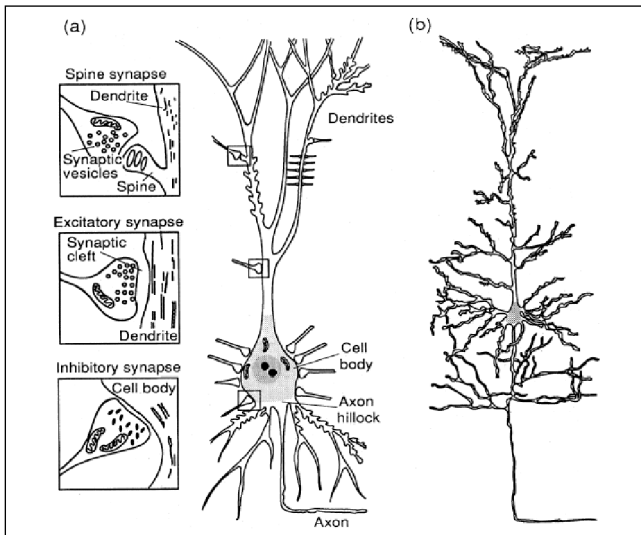 (a)
(b)
Spine synapse
Dendrite
Synaptic
vesicles
Spine
Excitatory synapse
Synaptic
cleft
Dendrite
Inhibitory synapse
Cell body
Dendrites
Cell
body
Axon
hillock
Axon